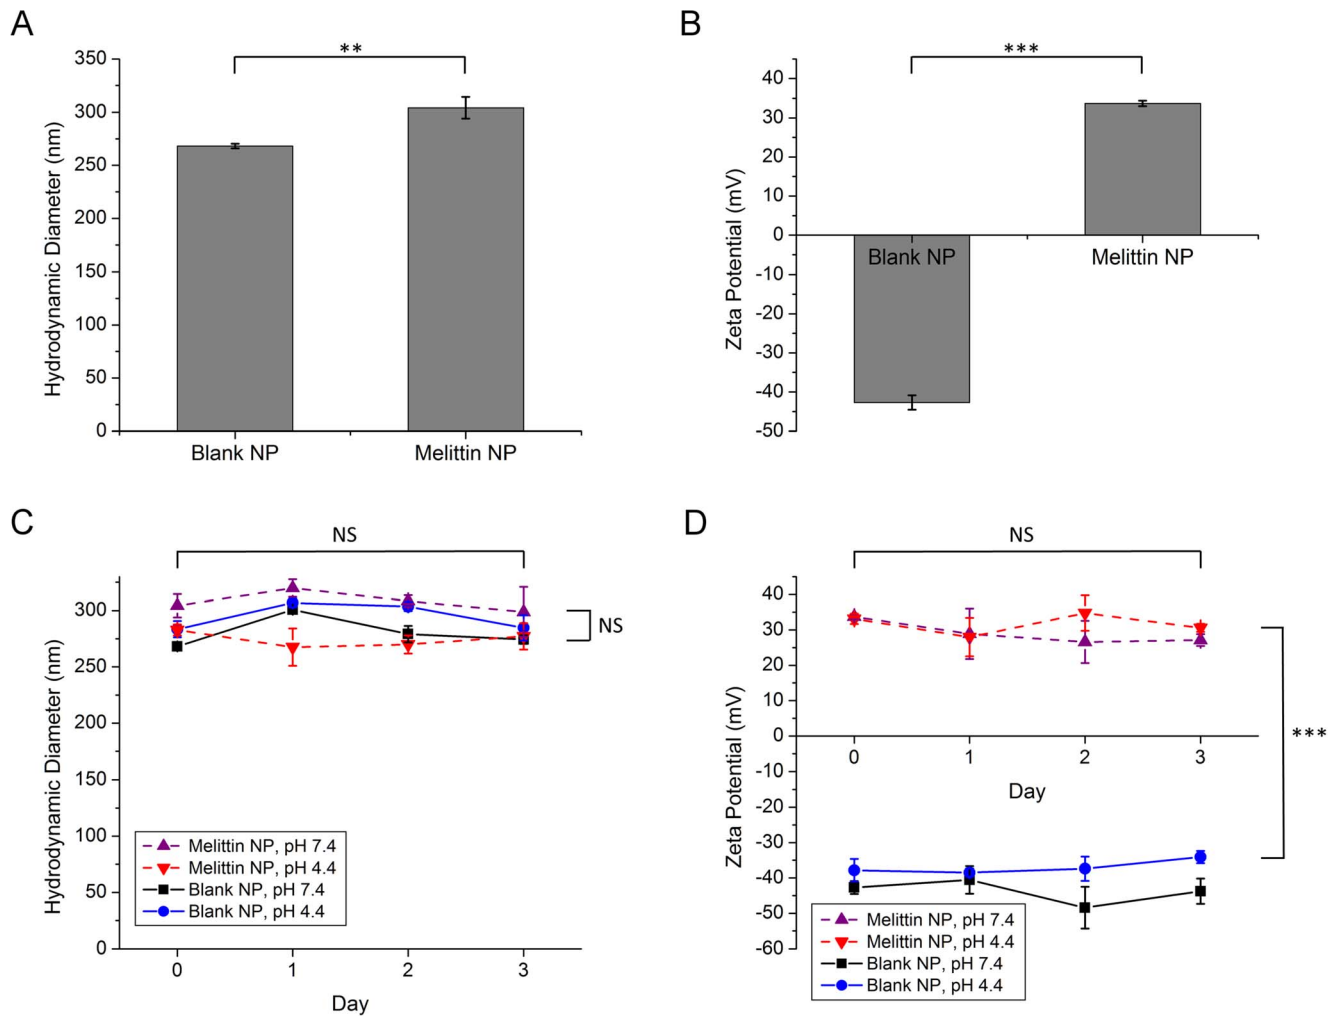 A
**
350
300
250
200
150
100
50
0
Hydrodynamic Diameter (nm)
Blank NP
Melittin NP
B
***
40
30
20
10
0
-10
-20
-30
-40
-50
Zeta Potential (mV)
Blank NP
Melittin NP
C
NS
300
250
200
150
100
50
0
Hydrodynamic Diameter (nm)
NS
Melittin NP, pH 7.4
Melittin NP, pH 4.4
Blank NP, pH 7.4
Blank NP, pH 4.4
0 1 2 3
Day
D
NS
40
30
20
10
0
-10
-20
-30
-40
-50
-60
Zeta Potential (mV)
0 1 2 3
Day
***
Melittin NP, pH 7.4
Melittin NP, pH 4.4
Blank NP, pH 7.4
Blank NP, pH 4.4